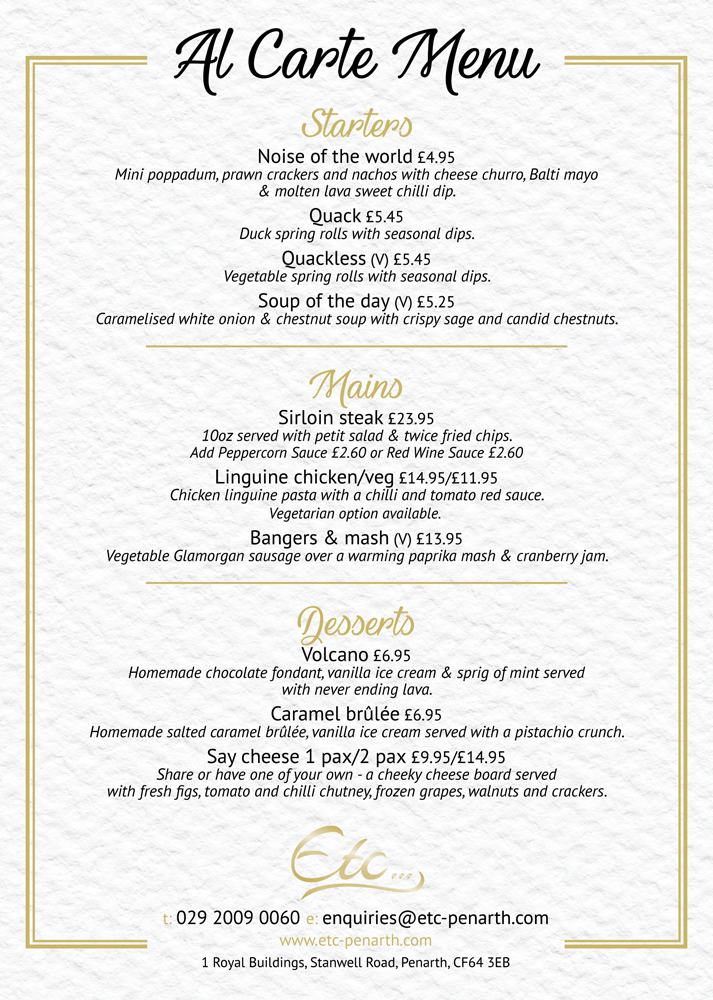 Al Carte Menu
Starters
Noise of the world £4.95
Mini poppadum, prawn crackers and nachos with cheese churro, Balti mayo
& molten lava sweet chilli dip.
Quack £5.45
Duck spring rolls with seasonal dips.
Quackless (V) £5.45
Vegetable spring rolls with seasonal dips.
Soup of the day (V) £5.25
Caramelised white onion & chestnut soup with crispy sage and candid chestnuts.
Mains
Sirloin steak £23.95
10oz served with petit salad & twice fried chips.
Add Peppercorn Sauce £2.60 or Red Wine Sauce £2.60
Linguine chicken/veg £14.95/£11.95
Chicken linguine pasta with a chilli and tomato red sauce.
Vegetarian option available.
Bangers & mash (V) £13.95
Vegetable Glamorgan sausage over a warming paprika mash & cranberry jam.
Desserts
Volcano £6.95
Homemade chocolate fondant, vanilla ice cream & sprig of mint served
with never ending lava.
Caramel brûlée £6.95
Homemade salted caramel brûlée, vanilla ice cream served with a pistachio crunch.
Say cheese 1 pax/2 pax £9.95/£14.95
Share or have one of your own - a cheeky cheese board served
with fresh figs, tomato and chilli chutney, frozen grapes, walnuts and crackers.
Etc...
t: 029 2009 0060 e: enquiries@etc-penarth.com
www.etc-penarth.com
1 Royal Buildings, Stanwell Road, Penarth, CF64 3EB